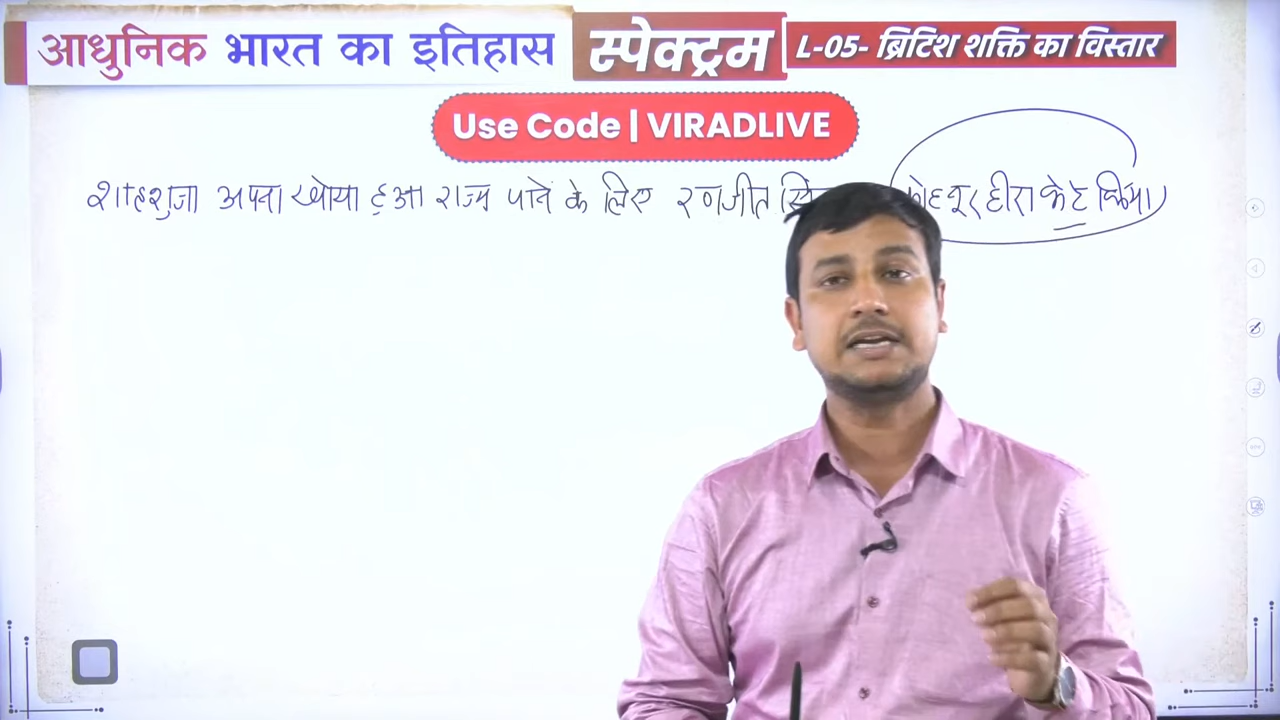 आधुनिक भारत का इतिहास स्पेक्ट्रम L-05- ब्रिटिश शक्ति का विस्तार
Use Code | VIRADLIVE
शाहशुजा अपना खोया हुआ राज्य पाने के लिए रणजीत हीरा किया।